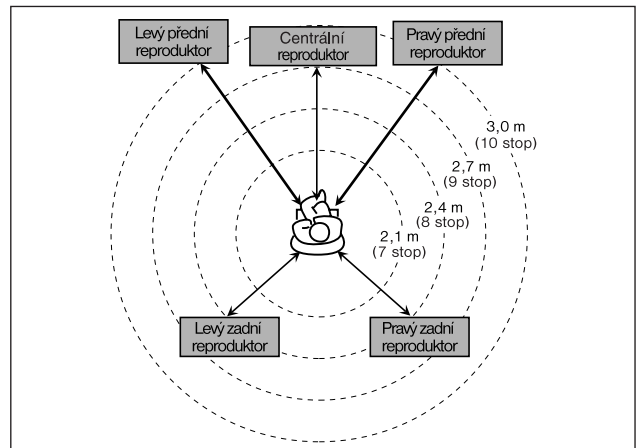 Levý přední
reproduktor
Centrální
reproduktor
Pravý přední
reproduktor
3,0 m
(10 stop)
2,7 m
(9 stop)
2,4 m
(8 stop)
2,1 m
(7 stop)
Levý zadní
reproduktor
Pravý zadní
reproduktor